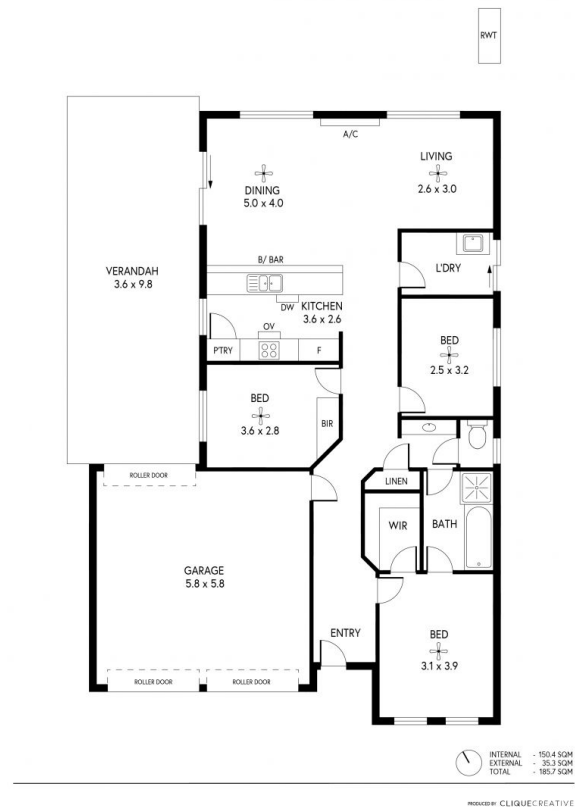 RWT
A/C
LIVING
2.6 x 3.0
DINING
5.0 x 4.0
VERANDAH
3.6 x 9.8
B/ BAR
L'DRY
DW
KITCHEN
3.6 x 2.6
OV
P'TRY
F
BED
2.5 x 3.2
BED
3.6 x 2.8
BIR
ROLLER DOOR
LINEN
WIR
BATH
GARAGE
5.8 x 5.8
ENTRY
BED
3.1 x 3.9
ROLLER DOOR
ROLLER DOOR
INTERNAL - 150.4 SQM
EXTERNAL - 35.3 SQM
TOTAL - 185.7 SQM
PRODUCED BY: CLIQUECREATIVE